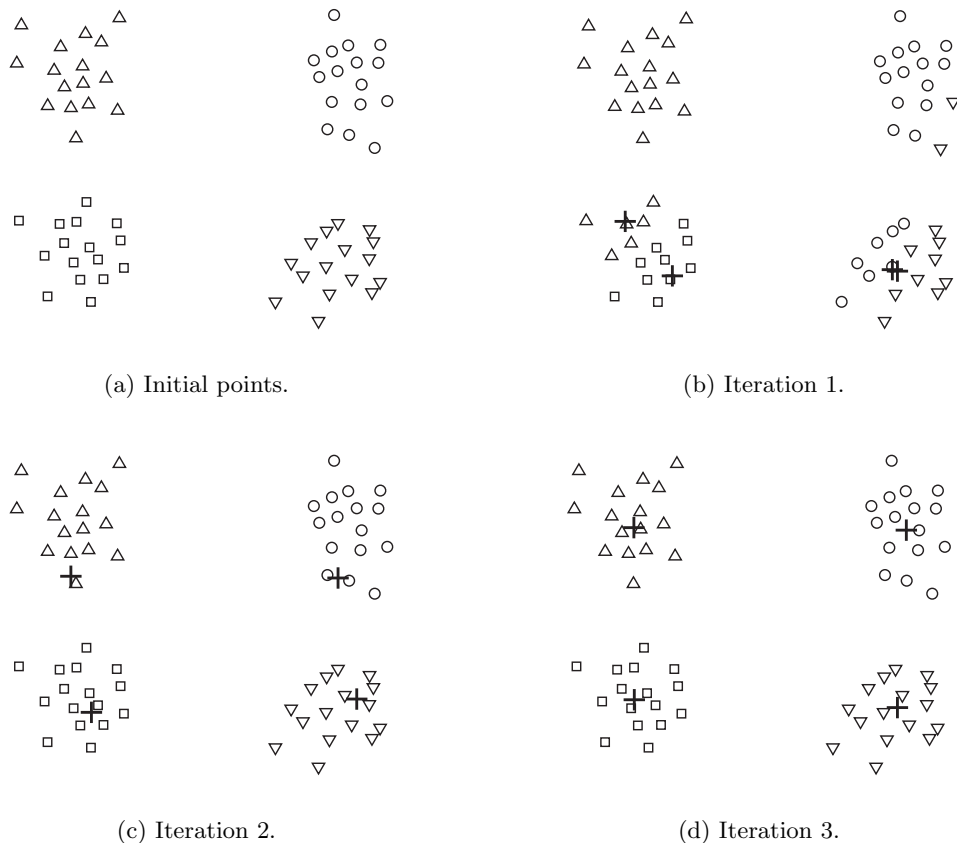 (a) Initial points.
(b) Iteration 1.
(c) Iteration 2.
(d) Iteration 3.